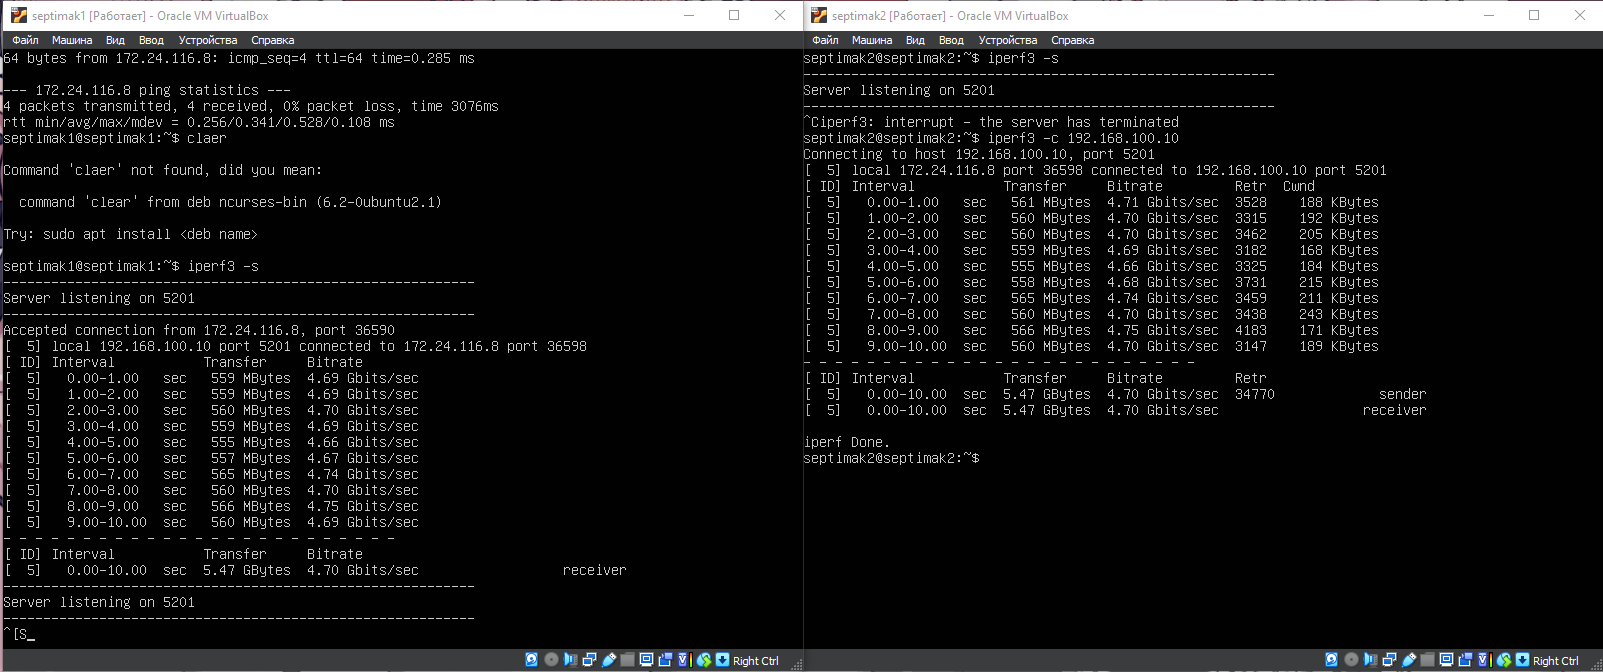 septimak1 [Работает] - Oracle VM VirtualBox
Файл Машина Вид Ввод Устройства Справка
64 bytes from 172.24.116.8: icmp_seq=4 ttl=64 time=0.285 ms
--- 172.24.116.8 ping statistics ---
4 packets transmitted, 4 received, 0% packet loss, time 3076ms
rtt min/avg/max/mdev = 0.256/0.341/0.528/0.108 ms
septimak1@septimak1:~$ claer
Command 'claer' not found, did you mean:
  command 'clear' from deb ncurses-bin (6.2-0ubuntu2.1)
Try: sudo apt install <deb name>
septimak1@septimak1:~$ iperf3 -s
-----------------------------------------------------------
Server listening on 5201
-----------------------------------------------------------
Accepted connection from 172.24.116.8, port 36590
[  5] local 192.168.100.10 port 5201 connected to 172.24.116.8 port 36598
[ ID] Interval           Transfer     Bitrate
[  5]   0.00-1.00   sec   559 MBytes  4.69 Gbits/sec
[  5]   1.00-2.00   sec   559 MBytes  4.69 Gbits/sec
[  5]   2.00-3.00   sec   560 MBytes  4.70 Gbits/sec
[  5]   3.00-4.00   sec   559 MBytes  4.69 Gbits/sec
[  5]   4.00-5.00   sec   555 MBytes  4.66 Gbits/sec
[  5]   5.00-6.00   sec   557 MBytes  4.67 Gbits/sec
[  5]   6.00-7.00   sec   565 MBytes  4.74 Gbits/sec
[  5]   7.00-8.00   sec   560 MBytes  4.70 Gbits/sec
[  5]   8.00-9.00   sec   566 MBytes  4.75 Gbits/sec
[  5]   9.00-10.00  sec   560 MBytes  4.69 Gbits/sec
- - - - - - - - - - - - - - - - - - - - - - - - -
[ ID] Interval           Transfer     Bitrate
[  5]   0.00-10.00  sec  5.47 GBytes  4.70 Gbits/sec                  receiver
-----------------------------------------------------------
Server listening on 5201
-----------------------------------------------------------
^[S_
Right Ctrl
septimak2 [Работает] - Oracle VM VirtualBox
Файл Машина Вид Ввод Устройства Справка
septimak2@septimak2:~$ iperf3 -s
-----------------------------------------------------------
Server listening on 5201
-----------------------------------------------------------
^Ciperf3: interrupt - the server has terminated
septimak2@septimak2:~$ iperf3 -c 192.168.100.10
Connecting to host 192.168.100.10, port 5201
[  5] local 172.24.116.8 port 36598 connected to 192.168.100.10 port 5201
[ ID] Interval           Transfer     Bitrate         Retr  Cwnd
[  5]   0.00-1.00   sec   561 MBytes  4.71 Gbits/sec  3528    188 KBytes
[  5]   1.00-2.00   sec   560 MBytes  4.70 Gbits/sec  3315    192 KBytes
[  5]   2.00-3.00   sec   560 MBytes  4.70 Gbits/sec  3462    205 KBytes
[  5]   3.00-4.00   sec   559 MBytes  4.69 Gbits/sec  3182    168 KBytes
[  5]   4.00-5.00   sec   555 MBytes  4.66 Gbits/sec  3325    184 KBytes
[  5]   5.00-6.00   sec   558 MBytes  4.68 Gbits/sec  3731    215 KBytes
[  5]   6.00-7.00   sec   565 MBytes  4.74 Gbits/sec  3459    211 KBytes
[  5]   7.00-8.00   sec   560 MBytes  4.70 Gbits/sec  3438    243 KBytes
[  5]   8.00-9.00   sec   566 MBytes  4.75 Gbits/sec  4183    171 KBytes
[  5]   9.00-10.00  sec   560 MBytes  4.70 Gbits/sec  3147    189 KBytes
- - - - - - - - - - - - - - - - - - - - - - - - -
[ ID] Interval           Transfer     Bitrate         Retr
[  5]   0.00-10.00  sec  5.47 GBytes  4.70 Gbits/sec  34770             sender
[  5]   0.00-10.00  sec  5.47 GBytes  4.70 Gbits/sec                  receiver
iperf Done.
septimak2@septimak2:~$
Right Ctrl